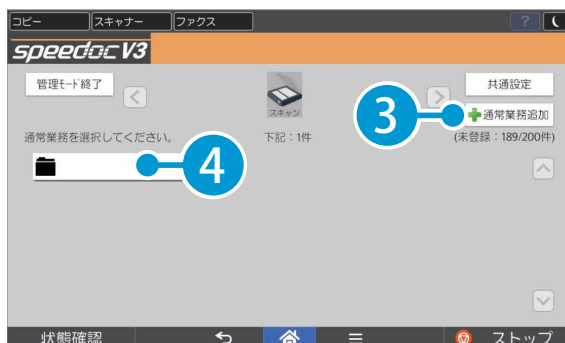 コピー スキャナー ファクス ?
speedoc V3
管理モード終了 共通設定
スキャン
3 通常業務追加
通常業務を選択してください。 下記:1件 (未登録:189/200件)
4
状態確認 ストップ